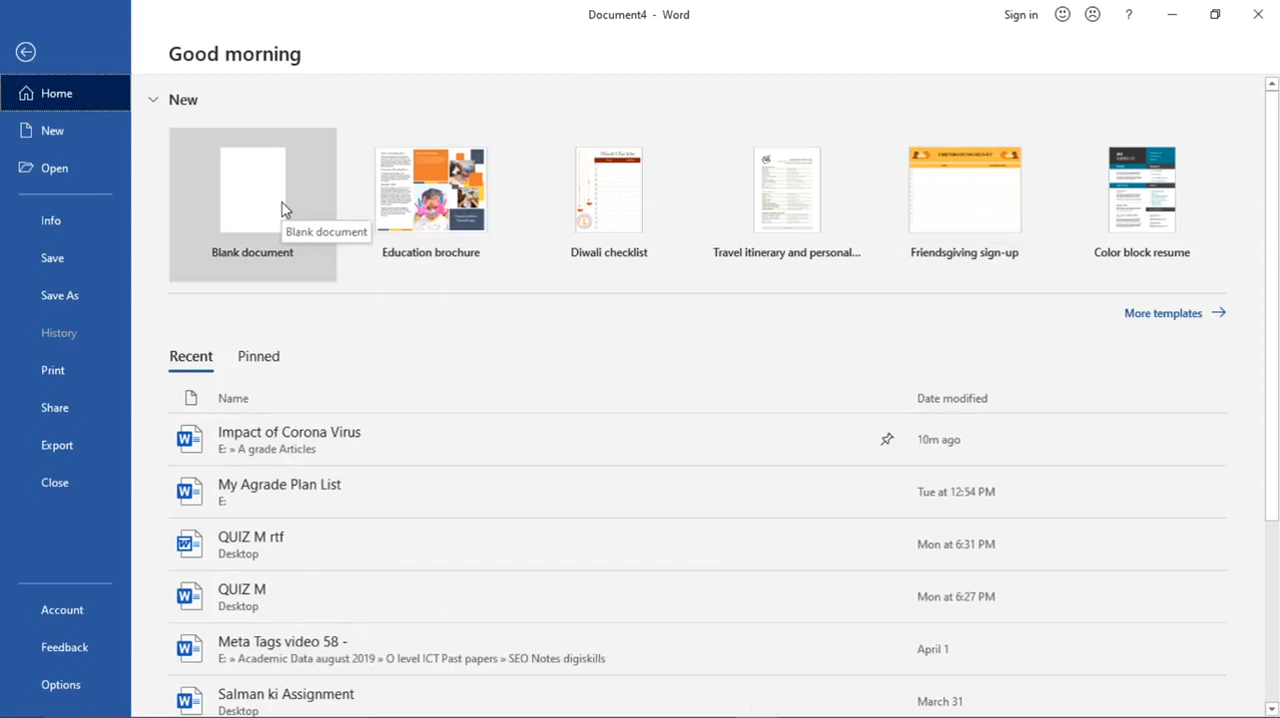 Document4 - Word
Sign in
?
Good morning
Home
New
Open
Info
Save
Save As
History
Print
Share
Export
Close
Account
Feedback
Options
New
Blank document
Blank document
Education brochure
Diwali checklist
Travel itinerary and personal...
Friendsgiving sign-up
Color block resume
More templates
Recent Pinned
Name Date modified
Impact of Corona Virus
E: » A grade Articles
10m ago
My Agrade Plan List
E:
Tue at 12:54 PM
QUIZ M rtf
Desktop
Mon at 6:31 PM
QUIZ M
Desktop
Mon at 6:27 PM
Meta Tags video 58 -
E: » Academic Data august 2019 » O level ICT Past papers » SEO Notes digiskills
April 1
Salman ki Assignment
Desktop
March 31